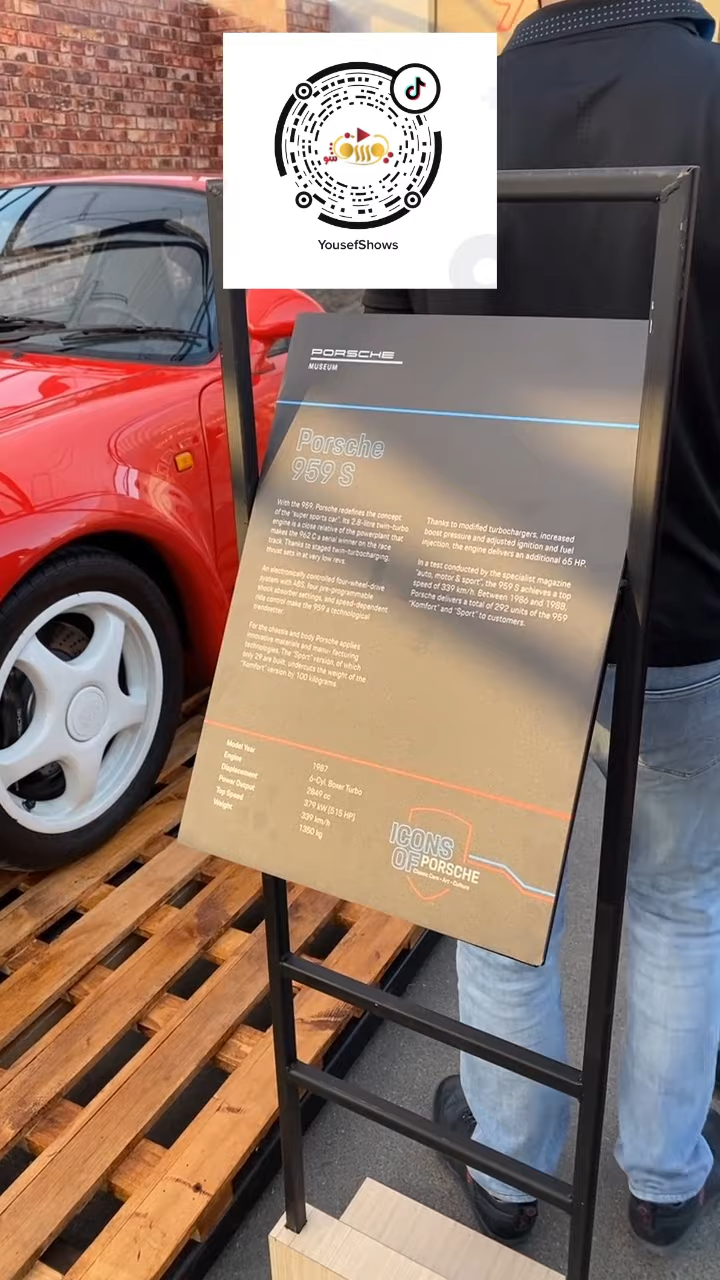 يوسف شو
YousefShows
PORSCHE
MUSEUM
Porsche
959 S
With the 959, Porsche redefines the concept
of the "super sports car". Its 2.8-litre twin-turbo
engine is a close relative of the powerplant that
makes the 962 C a serial winner on the race
track. Thanks to staged twin-turbocharging,
thrust sets in at very low revs.
An electronically controlled four-wheel-drive
system with ABS, four pre-programmable
shock absorber settings, and speed-dependent
ride control make the 959 a technological
trendsetter.
For the chassis and body Porsche applies
innovative materials and manu- facturing
technologies. The "Sport" version, of which
only 29 are built, undercuts the weight of the
"Komfort" version by 100 kilograms.
Thanks to modified turbochargers, increased
boost pressure and adjusted ignition and fuel
injection, the engine delivers an additional 65 HP.
In a test conducted by the specialist magazine
"auto, motor & sport", the 959 S achieves a top
speed of 339 km/h. Between 1986 and 1988,
Porsche delivers a total of 292 units of the 959
"Komfort" and "Sport" to customers.
Model Year 1987
Engine 6-Cyl. Boxer Turbo
Displacement 2849 cc
Power Output 379 kW (515 HP)
Top Speed 339 km/h
Weight 1350 kg
ICONS
OF PORSCHE
Classic Cars • Art • Culture